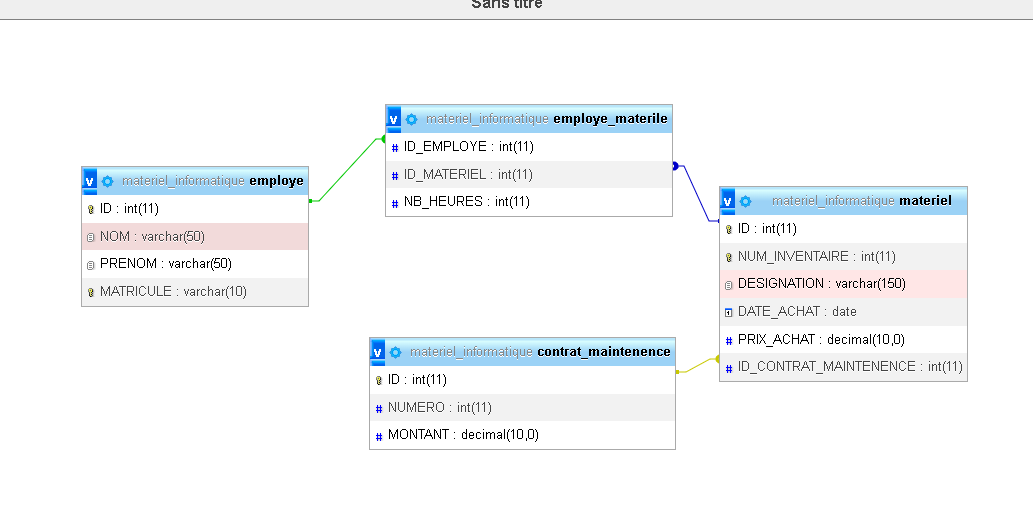 Sans titre
v materiel_informatique employe_materile
# ID_EMPLOYE : int(11)
# ID_MATERIEL : int(11)
# NB_HEURES : int(11)
v materiel_informatique employe
ID : int(11)
NOM : varchar(50)
PRENOM : varchar(50)
MATRICULE : varchar(10)
v materiel_informatique materiel
ID : int(11)
NUM_INVENTAIRE : int(11)
DESIGNATION : varchar(150)
DATE_ACHAT : date
# PRIX_ACHAT : decimal(10,0)
# ID_CONTRAT_MAINTENENCE : int(11)
v materiel_informatique contrat_maintenence
ID : int(11)
# NUMERO : int(11)
# MONTANT : decimal(10,0)